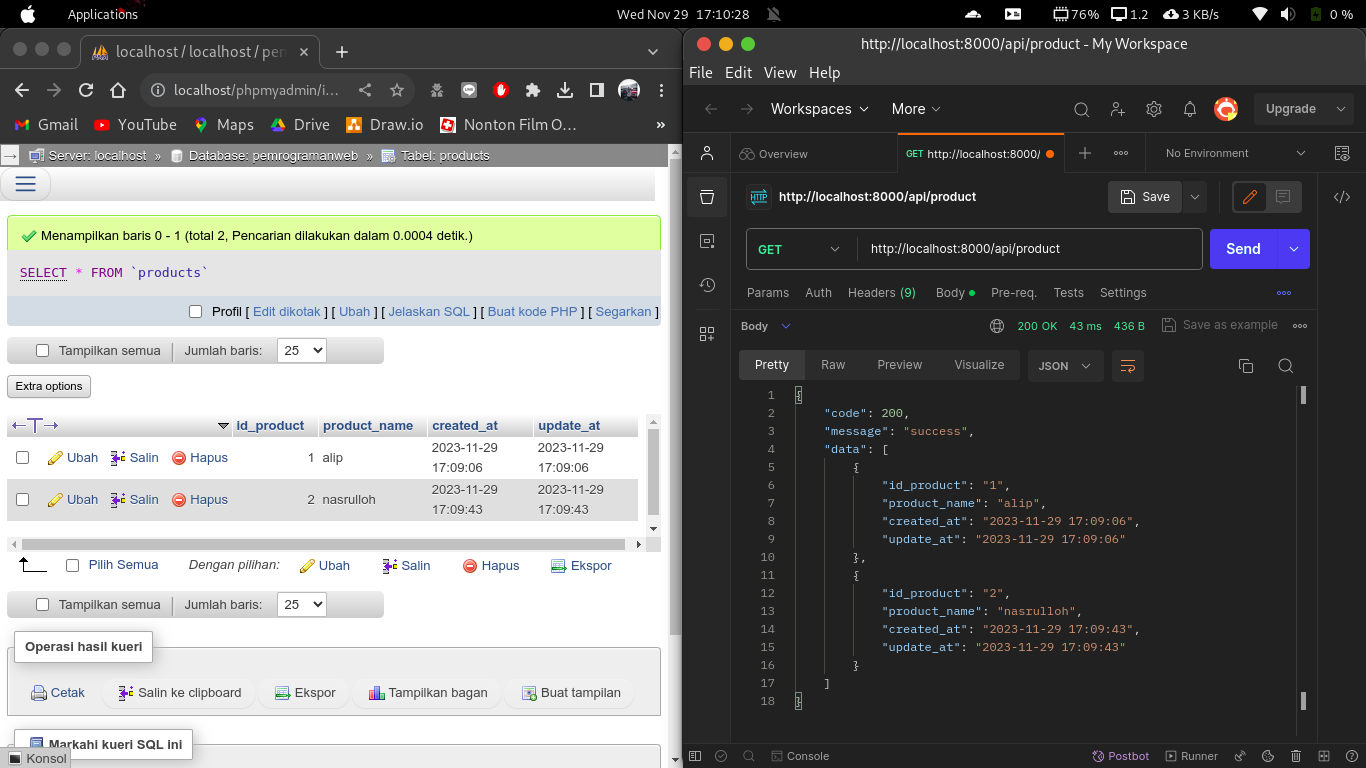 Applications
Wed Nov 29 17:10:28
76% 1.2 3 KB/s 0 %
localhost / localhost / pem
localhost/phpmyadmin/i...
Gmail YouTube Maps Drive Draw.io Nonton Film O... »
Server: localhost » Database: pemrogramanweb » Tabel: products
Menampilkan baris 0 - 1 (total 2, Pencarian dilakukan dalam 0.0004 detik.)
SELECT * FROM `products`
Profil [ Edit dikotak ] [ Ubah ] [ Jelaskan SQL ] [ Buat kode PHP ] [ Segarkan ]
Tampilkan semua Jumlah baris: 25
Extra options
id_product product_name created_at update_at
Ubah Salin Hapus 1 alip 2023-11-29 17:09:06 2023-11-29 17:09:06
Ubah Salin Hapus 2 nasrulloh 2023-11-29 17:09:43 2023-11-29 17:09:43
Pilih Semua Dengan pilihan: Ubah Salin Hapus Ekspor
Tampilkan semua Jumlah baris: 25
Operasi hasil kueri
Cetak Salin ke clipboard Ekspor Tampilkan bagan Buat tampilan
Markahi kueri SQL ini
Konsol
http://localhost:8000/api/product - My Workspace
File Edit View Help
Workspaces More Upgrade
Overview GET http://localhost:8000/ No Environment
HTTP http://localhost:8000/api/product Save
GET http://localhost:8000/api/product Send
Params Auth Headers (9) Body Pre-req. Tests Settings
Body 200 OK 43 ms 436 B Save as example
Pretty Raw Preview Visualize JSON
1 {
2 "code": 200,
3 "message": "success",
4 "data": [
5 {
6 "id_product": "1",
7 "product_name": "alip",
8 "created_at": "2023-11-29 17:09:06",
9 "update_at": "2023-11-29 17:09:06"
10 },
11 {
12 "id_product": "2",
13 "product_name": "nasrulloh",
14 "created_at": "2023-11-29 17:09:43",
15 "update_at": "2023-11-29 17:09:43"
16 }
17 ]
18 }
Console Postbot Runner